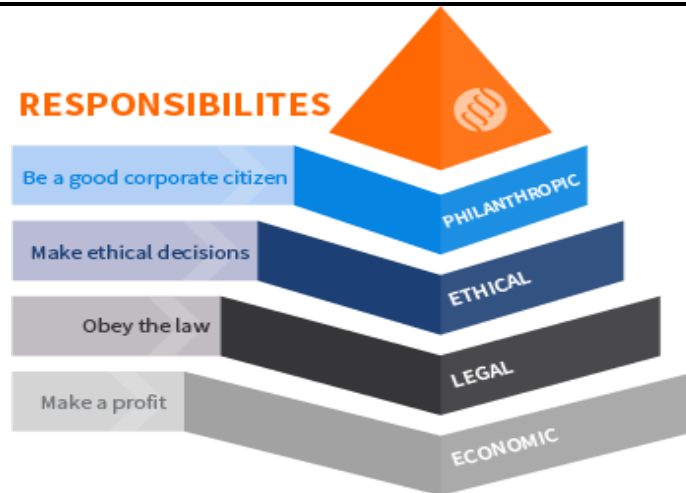 RESPONSIBILITES
Be a good corporate citizen
PHILANTHROPIC
Make ethical decisions
ETHICAL
Obey the law
LEGAL
Make a profit
ECONOMIC